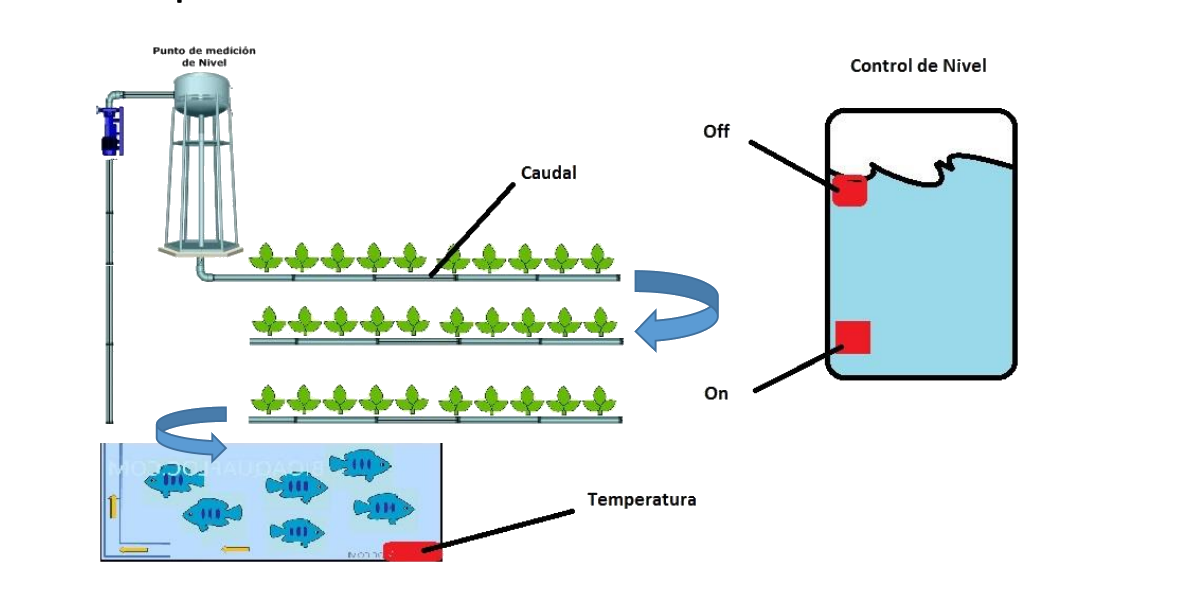 Punto de medición
de Nivel
Control de Nivel
Off
Caudal
On
Temperatura